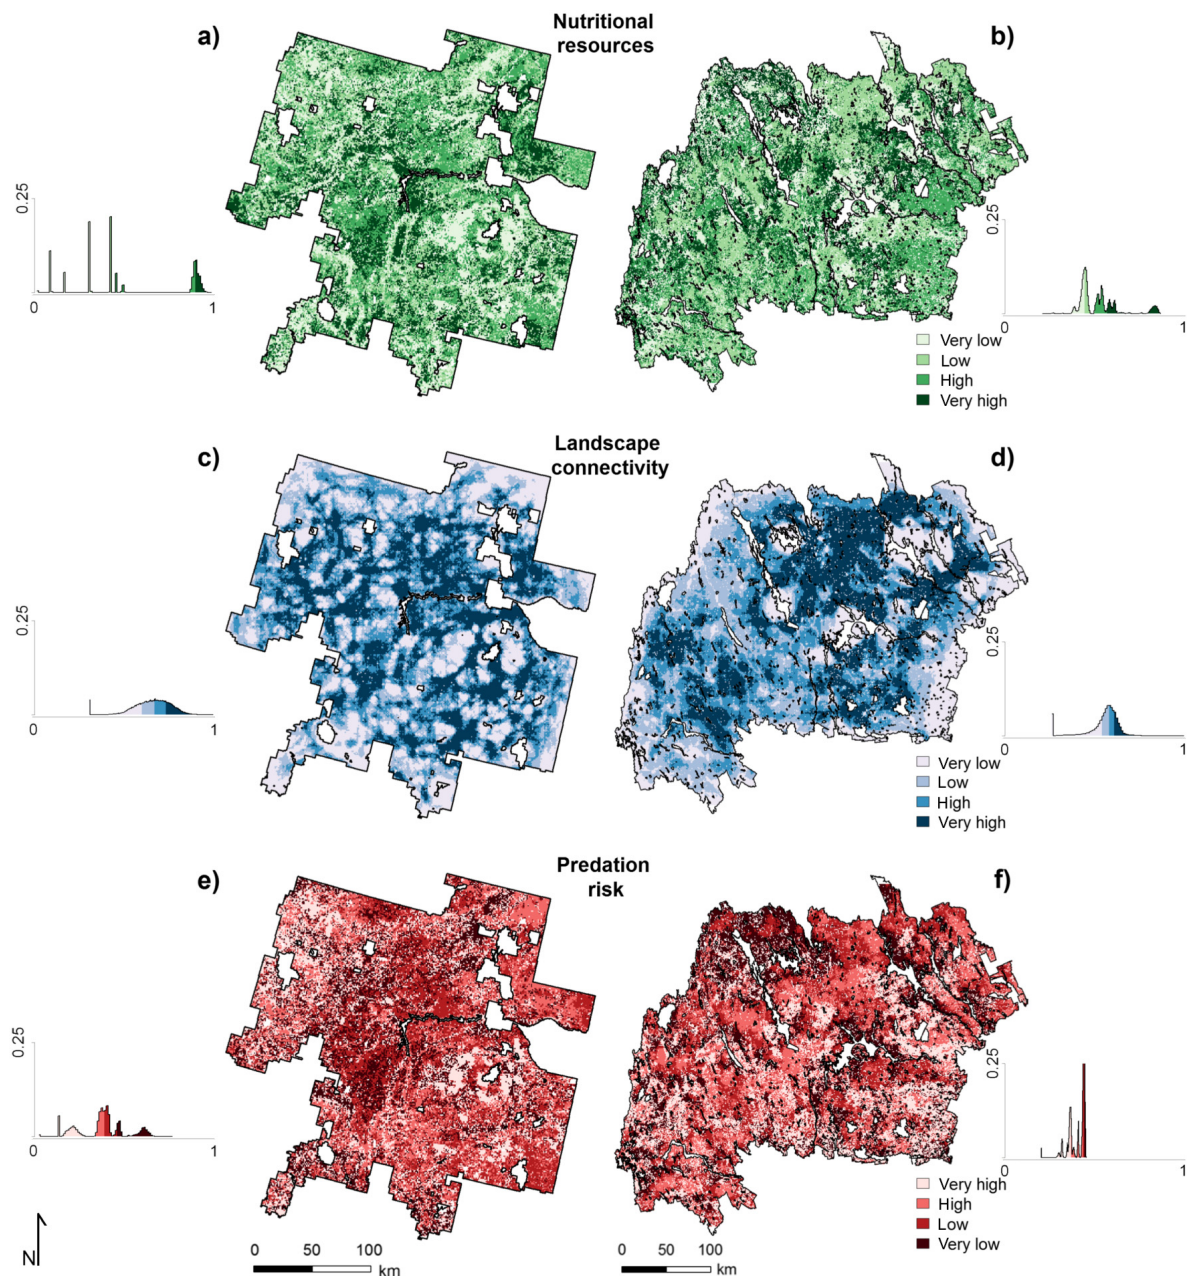 Nutritional
resources
a)
b)
0.25
0
1
0.25
0
1
Very low
Low
High
Very high
Landscape
connectivity
c)
d)
0.25
0
1
0.25
0
1
Very low
Low
High
Very high
Predation
risk
e)
f)
0.25
0
1
0.25
0
1
Very high
High
Low
Very low
N
0
50
100
km
0
50
100
km